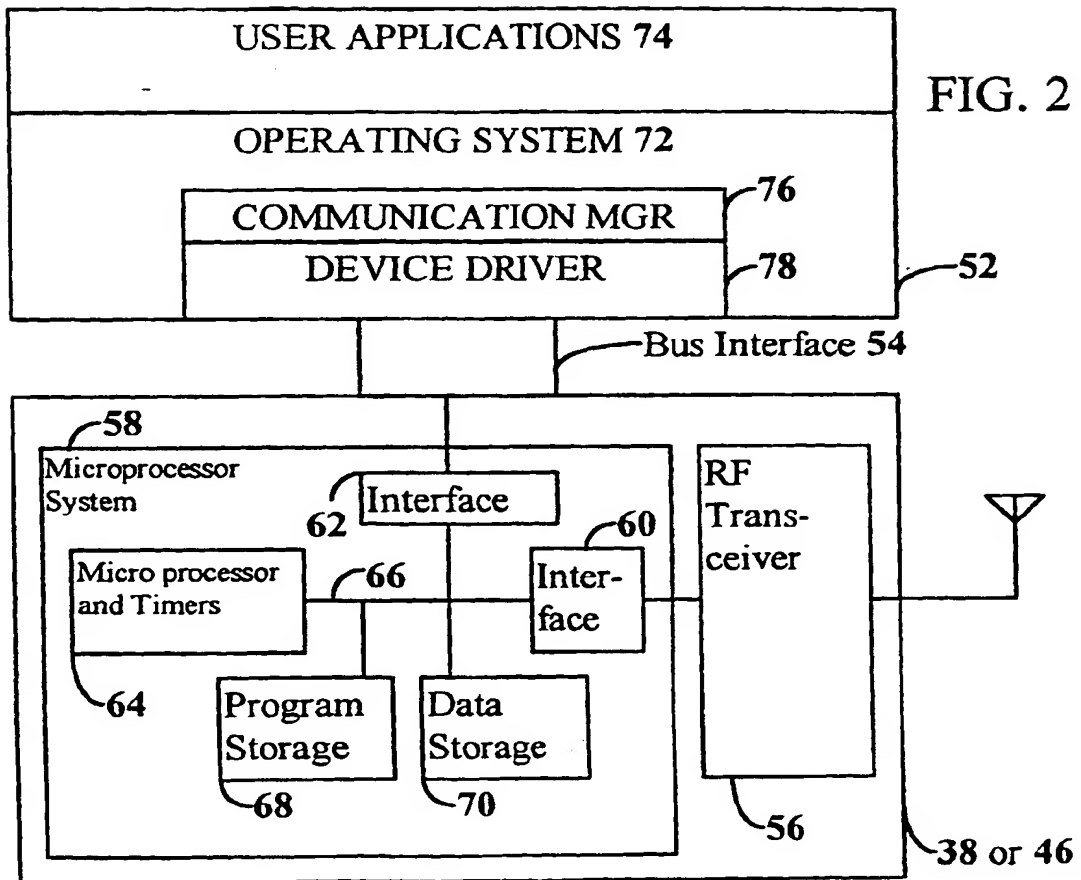 USER APPLICATIONS 74
FIG. 2
OPERATING SYSTEM 72
76
COMMUNICATION MGR
DEVICE DRIVER
78
52
Bus Interface 54
58
Microprocessor
System
Interface
62
60
RF
Trans-
ceiver
Micro processor
and Timers
66
Inter-
face
64
Program
Storage
Data
Storage
68
70
56
38 or 46